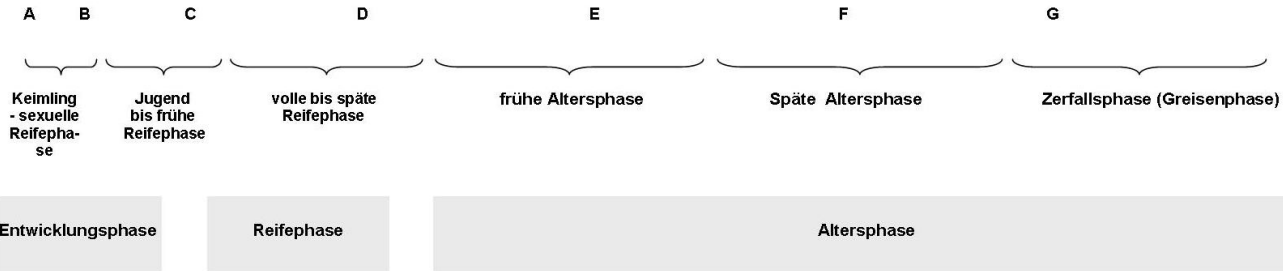 A B C D E F G
Keimling
- sexuelle
Reifepha-
se
Jugend
bis frühe
Reifephase
volle bis späte
Reifephase
frühe Altersphase
Späte Altersphase
Zerfallsphase (Greisenphase)
Entwicklungsphase
Reifephase
Altersphase